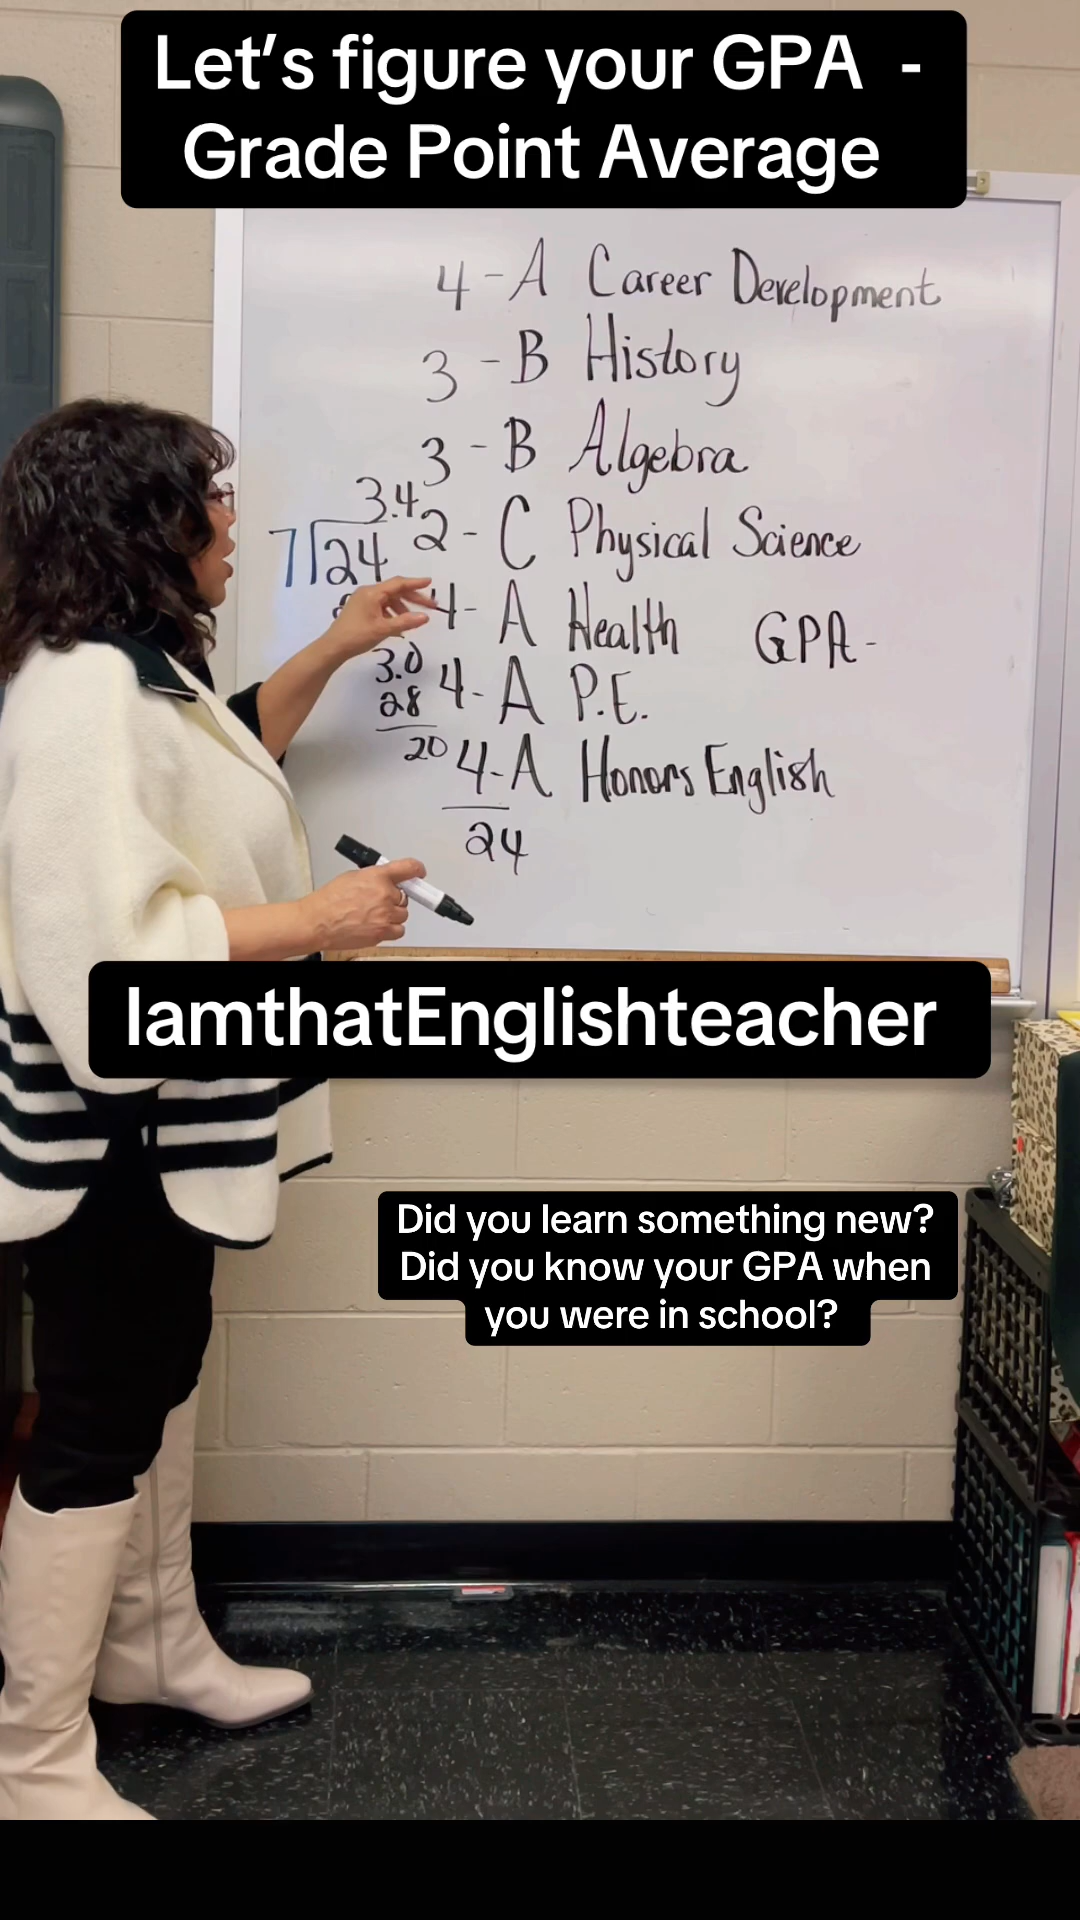 Let’s figure your GPA -
Grade Point Average
4 - A Career Development
3 - B History
3 - B Algebra
3.4
7 24
2 - C Physical Science
4 - A Health
GPA -
3.0
4 - A P.E.
28
20
4 - A Honors English
24
IamthatEnglishteacher
Did you learn something new?
Did you know your GPA when
you were in school?